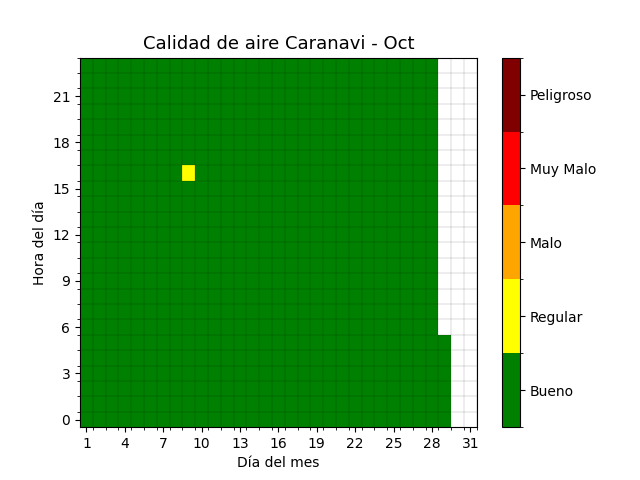 Calidad de aire Caranavi - Oct
Hora del día
21
18
15
12
9
6
3
0
1 4 7 10 13 16 19 22 25 28 31
Día del mes
Peligroso
Muy Malo
Malo
Regular
Bueno